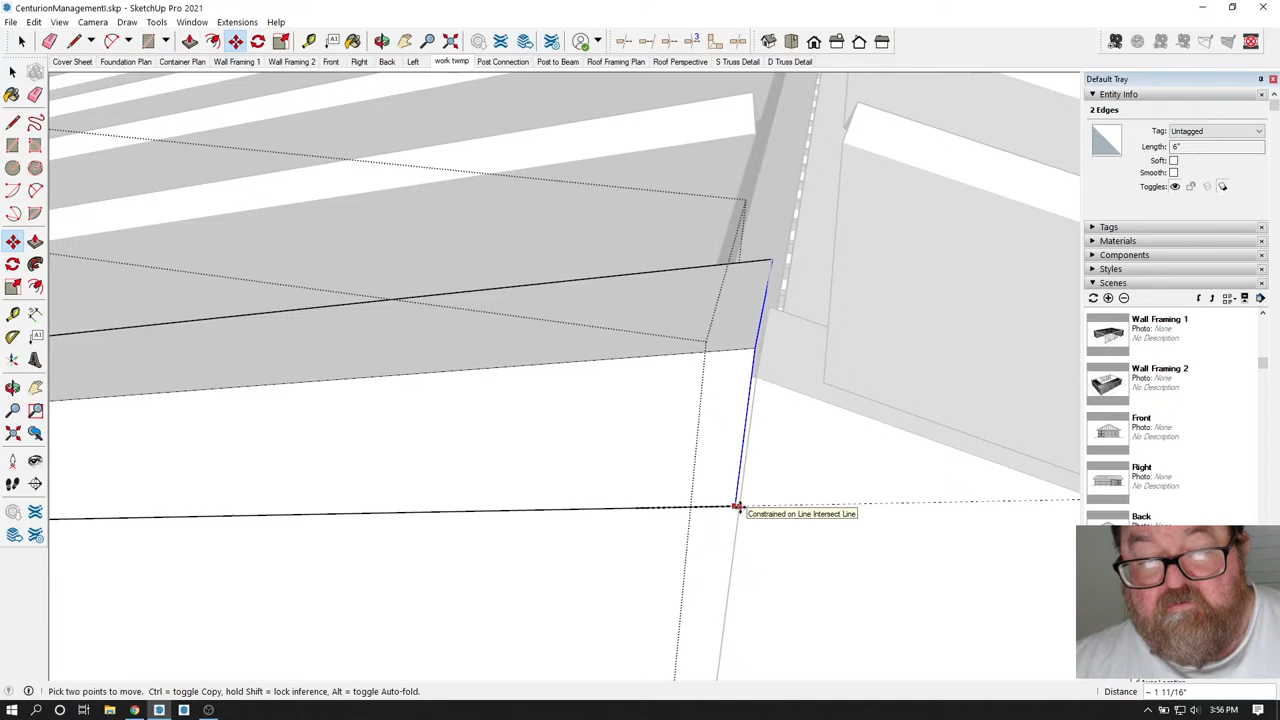 CenturionManagementI.skp - SketchUp Pro 2021
File Edit View Camera Draw Tools Window Extensions Help
Cover Sheet Foundation Plan Container Plan Wall Framing 1 Wall Framing 2 Front Right Back Left work twmp Post Connection Post to Beam Roof Framing Plan Roof Perspective S Truss Detail D Truss Detail
Default Tray
Entity Info
2 Edges
Tag: Untagged
Length: 6"
Soft:
Smooth:
Toggles:
Tags
Materials
Components
Styles
Scenes
Wall Framing 1
Photo: None
No Description
Wall Framing 2
Photo: None
No Description
Front
Photo: None
No Description
Right
Photo: None
No Description
Back
Photo: None
Constrained on Line Intersect Line
Pick two points to move. Ctrl = toggle Copy, hold Shift = lock inference, Alt = toggle Auto-fold.
Distance ~ 1 11/16"
3:56 PM